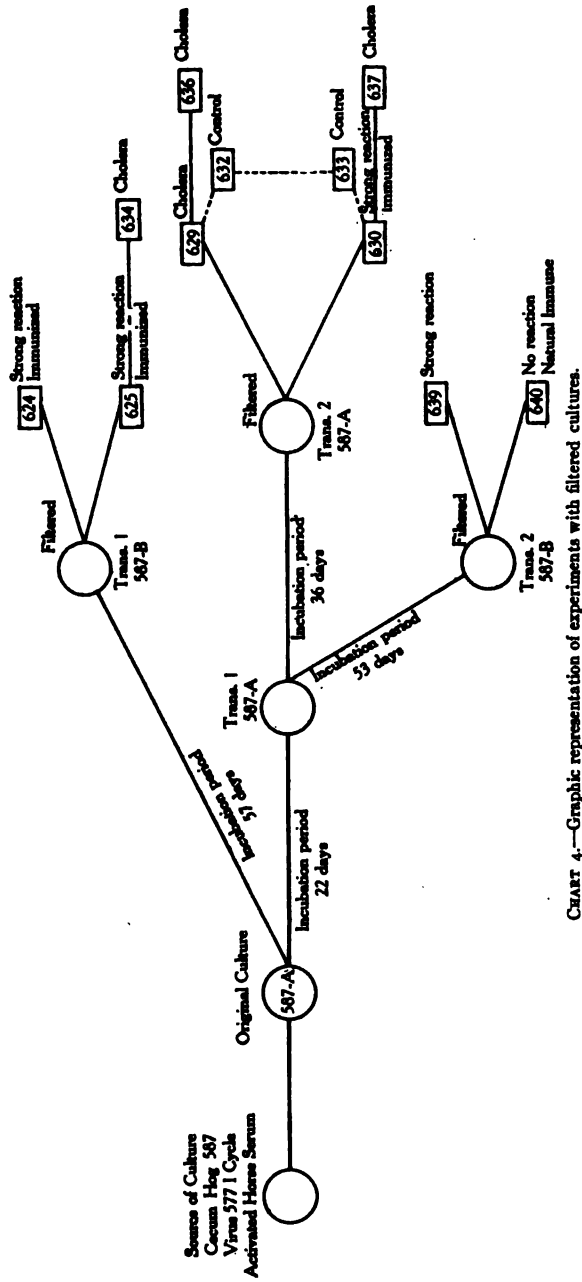 Source of Culture
Cecum Hog 587
Virus 577 I Cycle
Activated Horse Serum
Original Culture
587-A
Incubation period
57 days
Incubation period
22 days
Trans. 1
587-A
Incubation period
36 days
Incubation period
53 days
Filtered
Trans. 1
587-B
624
Strong reaction
Immunized
625
Strong reaction
Immunized
634
Cholera
Filtered
Trans. 2
587-A
629
Cholera
636
Cholera
632
Control
633
Control
630
Strong reaction
Immunized
637
Cholera
Filtered
Trans. 2
587-B
639
Strong reaction
640
No reaction
Natural Immune
CHART 4.—Graphic representation of experiments with filtered cultures.